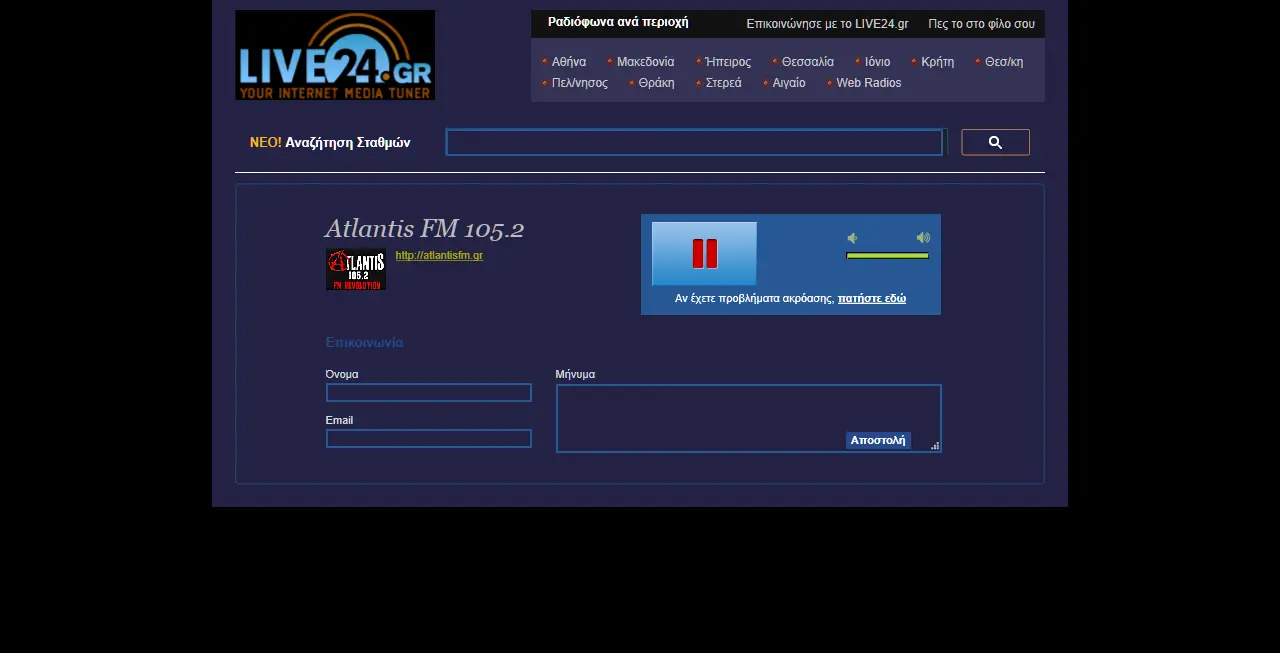 LIVE24.GR
YOUR INTERNET MEDIA TUNER
Ραδιόφωνα ανά περιοχή
Επικοινώνησε με το LIVE24.gr Πες το στο φίλο σου
Αθήνα Μακεδονία Ήπειρος Θεσσαλία Ιόνιο Κρήτη Θεσ/κη
Πελ/νησος Θράκη Στερεά Αιγαίο Web Radios
ΝΕΟ! Αναζήτηση Σταθμών
Atlantis FM 105.2
ATLANTIS
105.2
FM REVOLUTION
http://atlantisfm.gr
Αν έχετε προβλήματα ακρόασης, πατήστε εδώ
Επικοινωνία
Όνομα
Email
Μήνυμα
Αποστολή